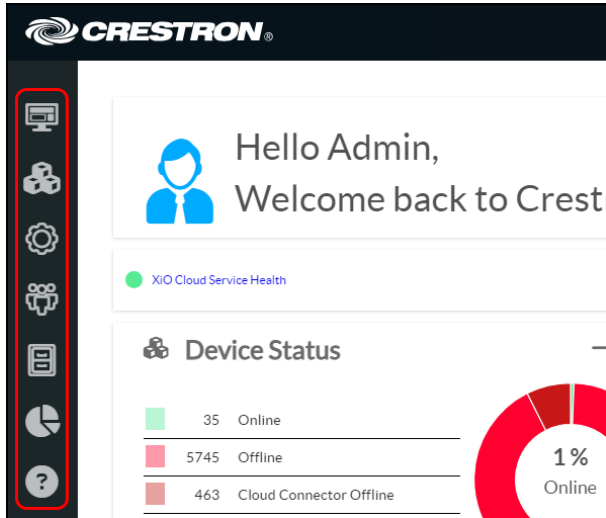 CRESTRON®
Hello Admin,
Welcome back to Crest
XiO Cloud Service Health
Device Status
35 Online
5745 Offline
463 Cloud Connector Offline
1%
Online
?